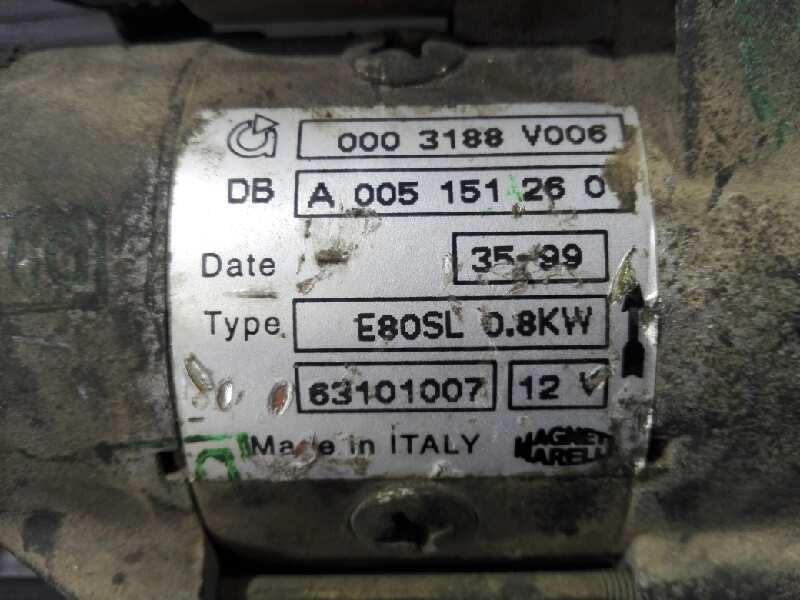 000 3188 V006
DB A 005 151 26 0
Date 35-99
Type E80SL 0.8KW
63101007 12 V
Made in ITALY MAGNETI MARELLI